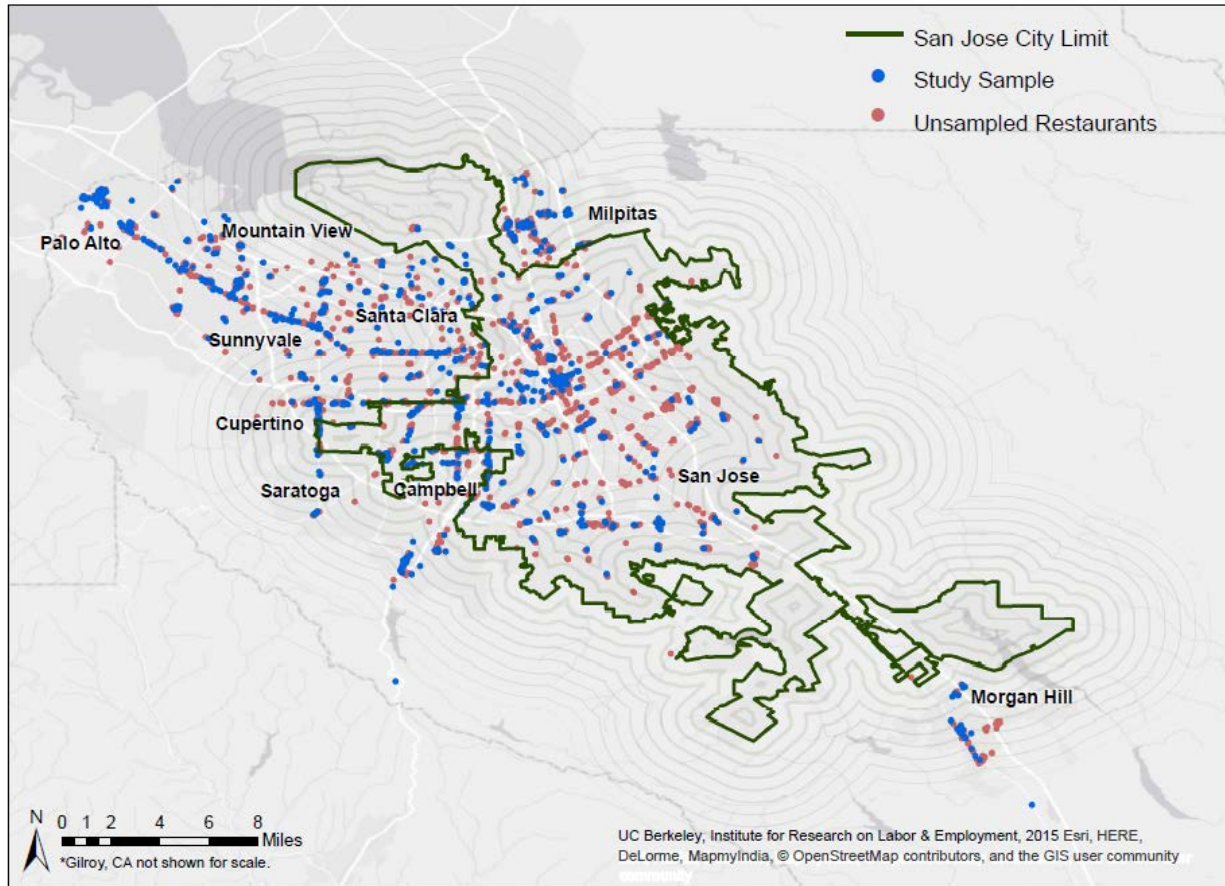 San Jose City Limit
Study Sample
Unsampled Restaurants
Milpitas
Mountain View
Palo Alto
Santa Clara
Sunnyvale
Cupertino
San Jose
Saratoga
Campbell
Morgan Hill
N
0 1 2 4 6 8
Miles
*Gilroy, CA not shown for scale.
UC Berkeley, Institute for Research on Labor & Employment, 2015 Esri, HERE,
DeLorme, MapmyIndia, © OpenStreetMap contributors, and the GIS user community
community